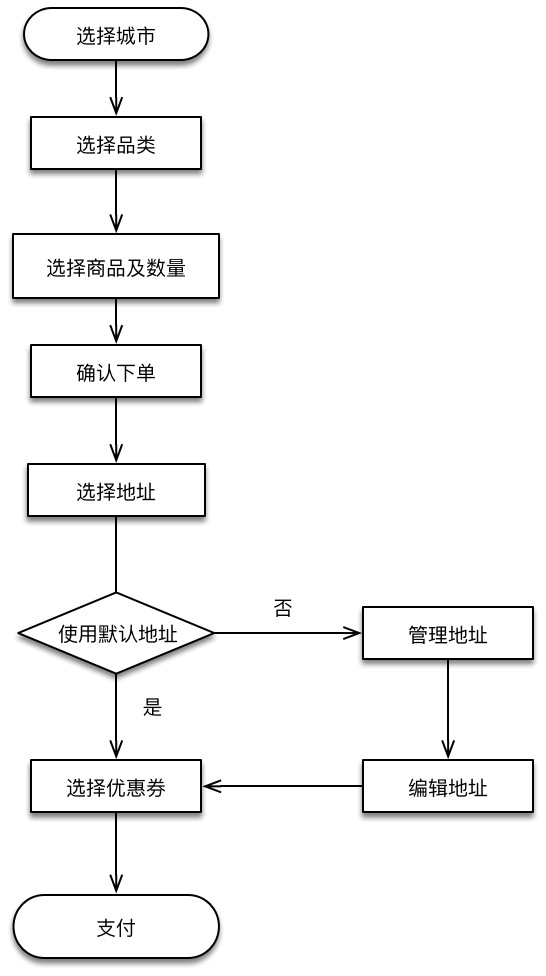 选择城市
选择品类
选择商品及数量
确认下单
选择地址
使用默认地址
否
管理地址
是
选择优惠券
编辑地址
支付